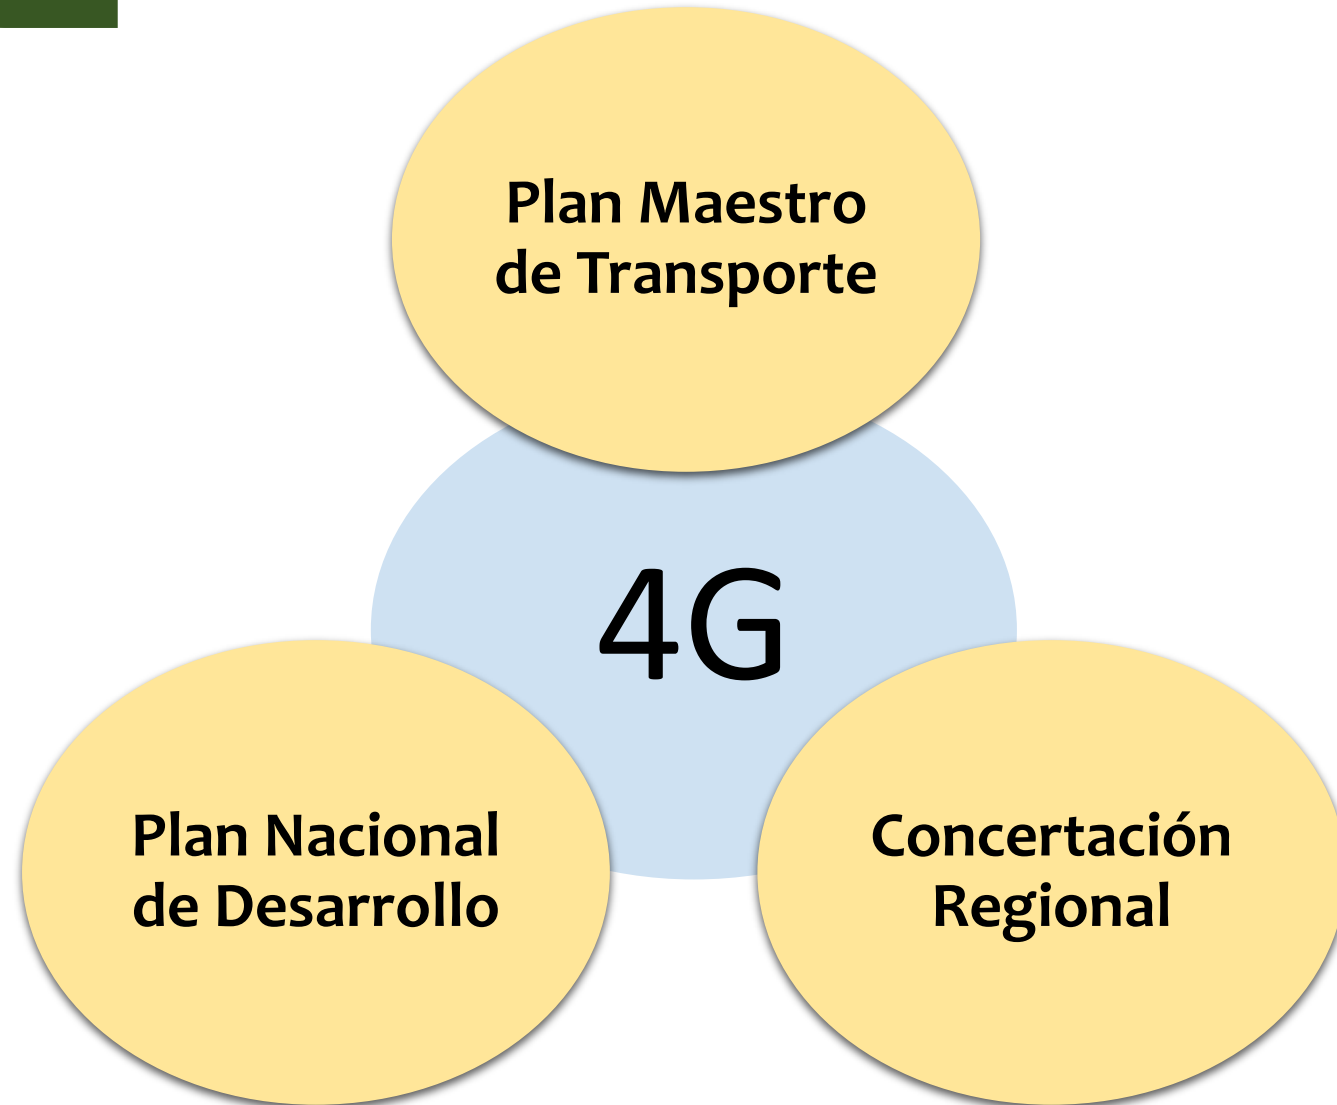 Plan Maestro
de Transporte
4G
Plan Nacional
de Desarrollo
Concertación
Regional